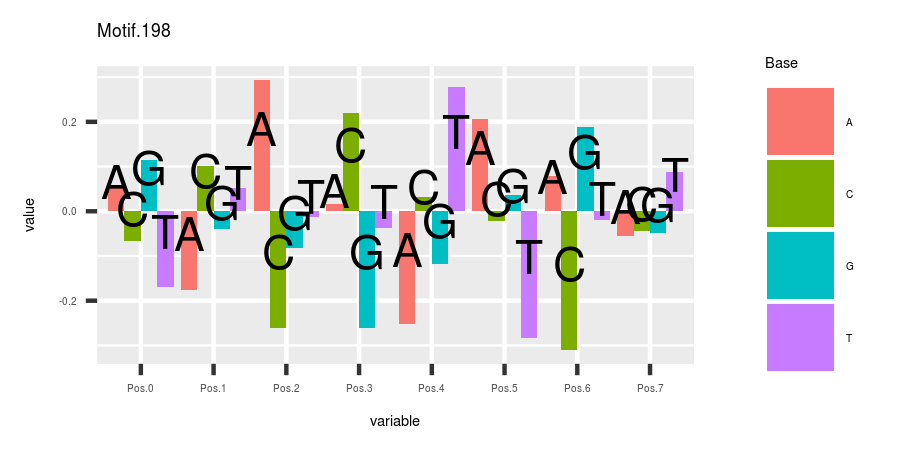 Motif.198
Base
A
C
G
T
value
0.2
0.0
-0.2
A C G T A C G T A C G T A C G T A C G T A C G T A C G T A C G T
Pos.0 Pos.1 Pos.2 Pos.3 Pos.4 Pos.5 Pos.6 Pos.7
variable